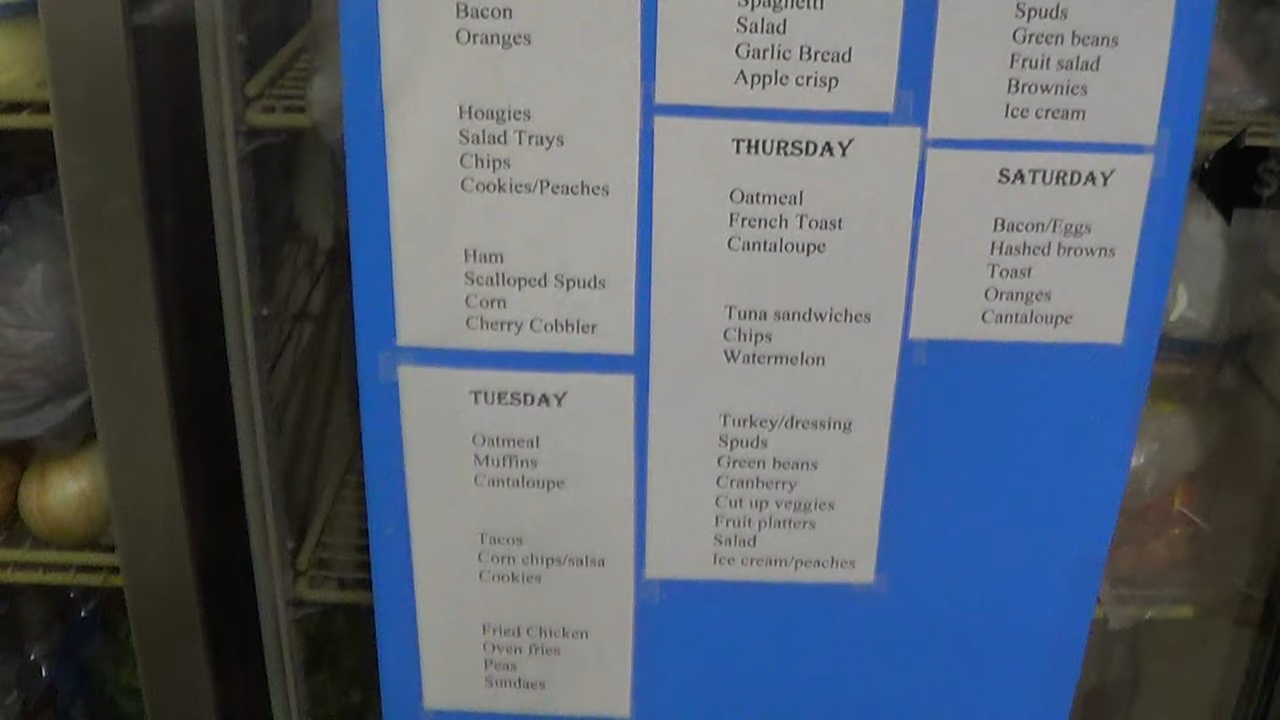 Bacon
Oranges
Hoagies
Salad Trays
Chips
Cookies/Peaches
Ham
Scalloped Spuds
Corn
Cherry Cobbler
TUESDAY
Oatmeal
Muffins
Cantaloupe
Tacos
Corn chips/salsa
Cookies
Fried Chicken
Oven fries
Peas
Sundaes
Spaghetti
Salad
Garlic Bread
Apple crisp
THURSDAY
Oatmeal
French Toast
Cantaloupe
Tuna sandwiches
Chips
Watermelon
Turkey/dressing
Spuds
Green beans
Cranberry
Cut up veggies
Fruit platters
Salad
Ice cream/peaches
Spuds
Green beans
Fruit salad
Brownies
Ice cream
SATURDAY
Bacon/Eggs
Hashed browns
Toast
Oranges
Cantaloupe